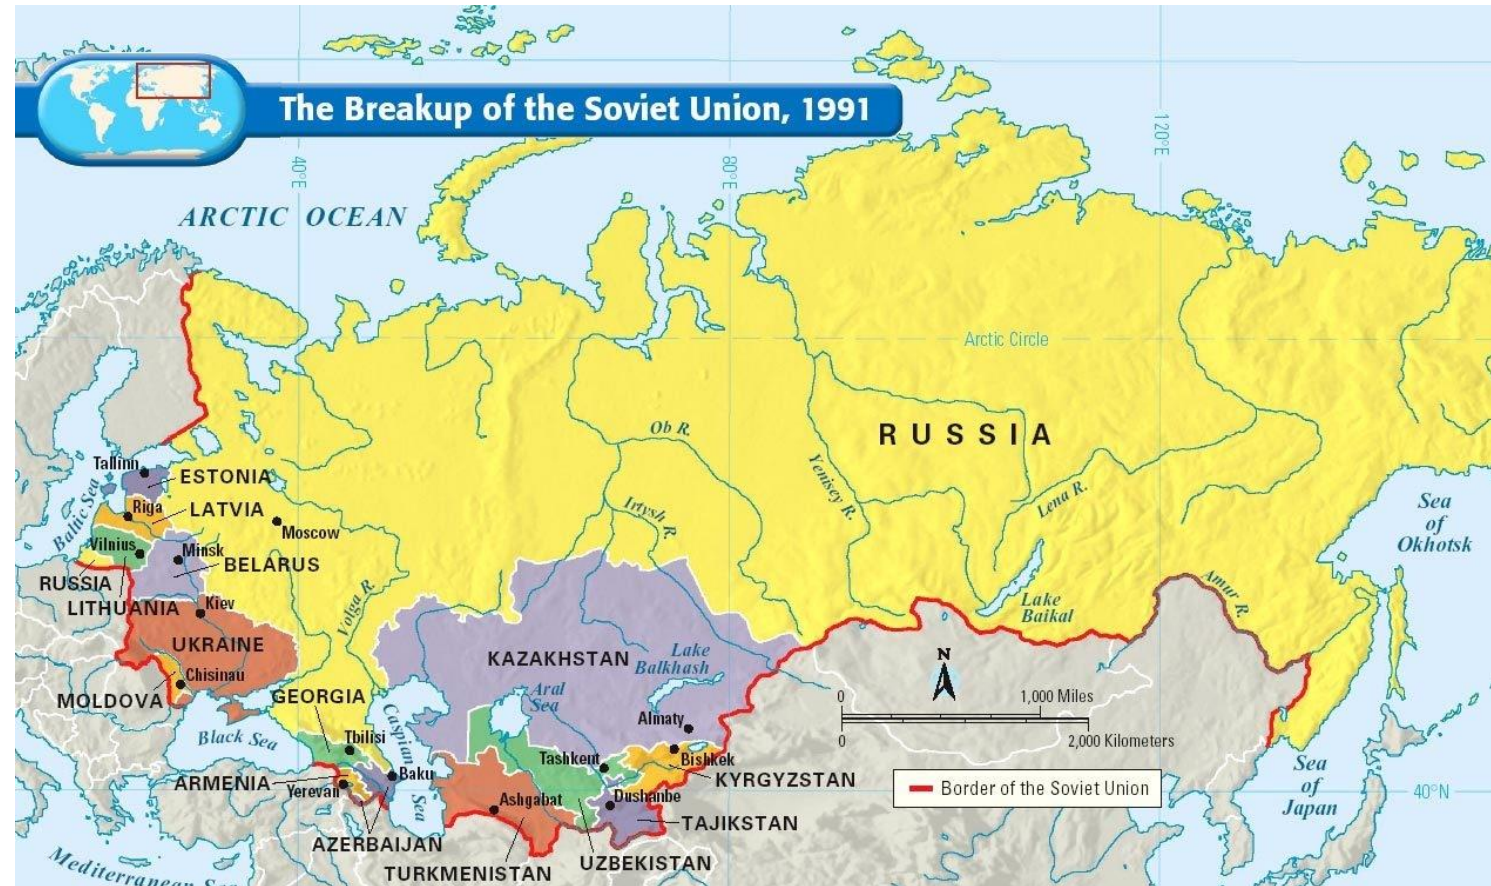 The Breakup of the Soviet Union, 1991
40°E
80°E
120°E
ARCTIC OCEAN
Arctic Circle
RUSSIA
Ob R.
Yenisey R.
Irtysh R.
Lena R.
Tallinn
ESTONIA
Baltic Sea
Riga
LATVIA
Moscow
Sea
of
Okhotsk
Vilnius
Minsk
BELARUS
RUSSIA
LITHUANIA
Kiev
Volga R.
Amur R.
Lake
Baikal
UKRAINE
KAZAKHSTAN
Lake
Balkhash
Chisinau
MOLDOVA
GEORGIA
Aral
Sea
N
0
1,000 Miles
0
2,000 Kilometers
Almaty
Black Sea
Caspian
Sea
Tbilisi
Tashkent
Bishkek
KYRGYZSTAN
ARMENIA
Yerevan
Baku
Ashgabat
Dushanbe
Border of the Soviet Union
Sea
of
Japan
40°N
TAJIKSTAN
AZERBAIJAN
TURKMENISTAN
UZBEKISTAN
Mediterranean